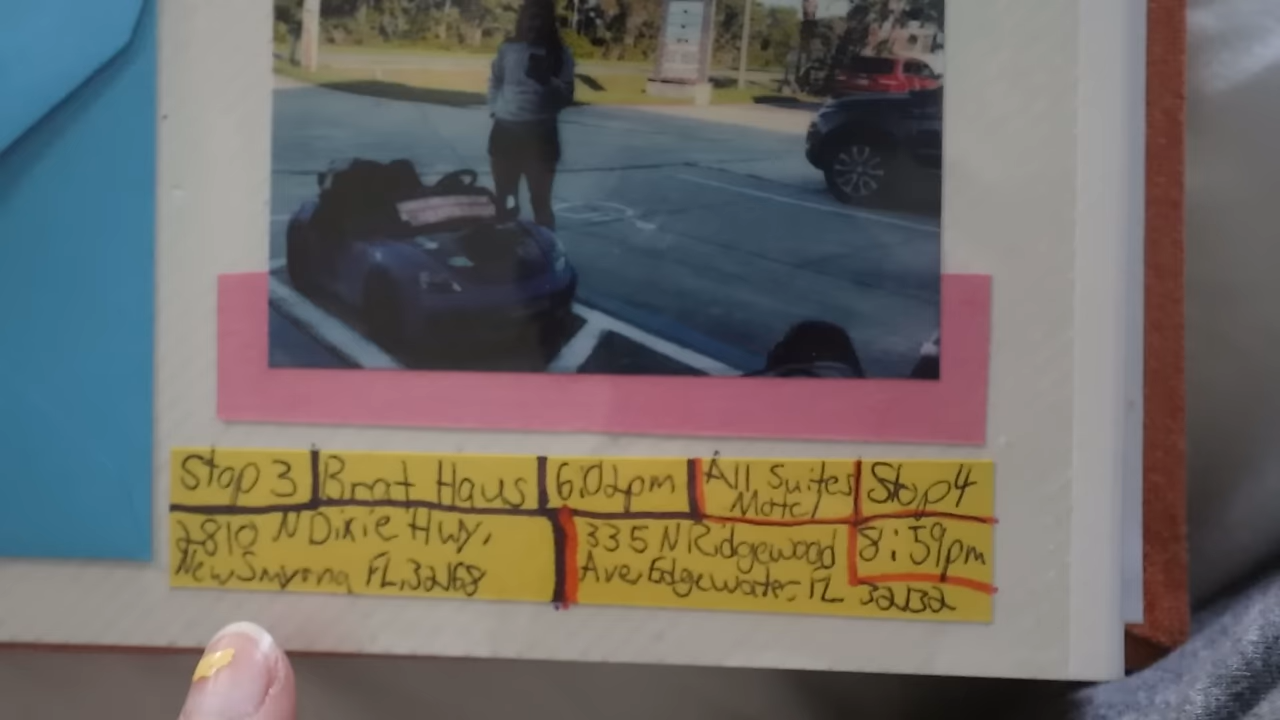 Stop 3 Brat Haus 6:02pm All Suites Stop 4
Motel
2810 N Dixie Hwy, 335 N Ridgewood 8:59pm
New Smyrna FL, 32168 Ave, Edgewater, FL 32132